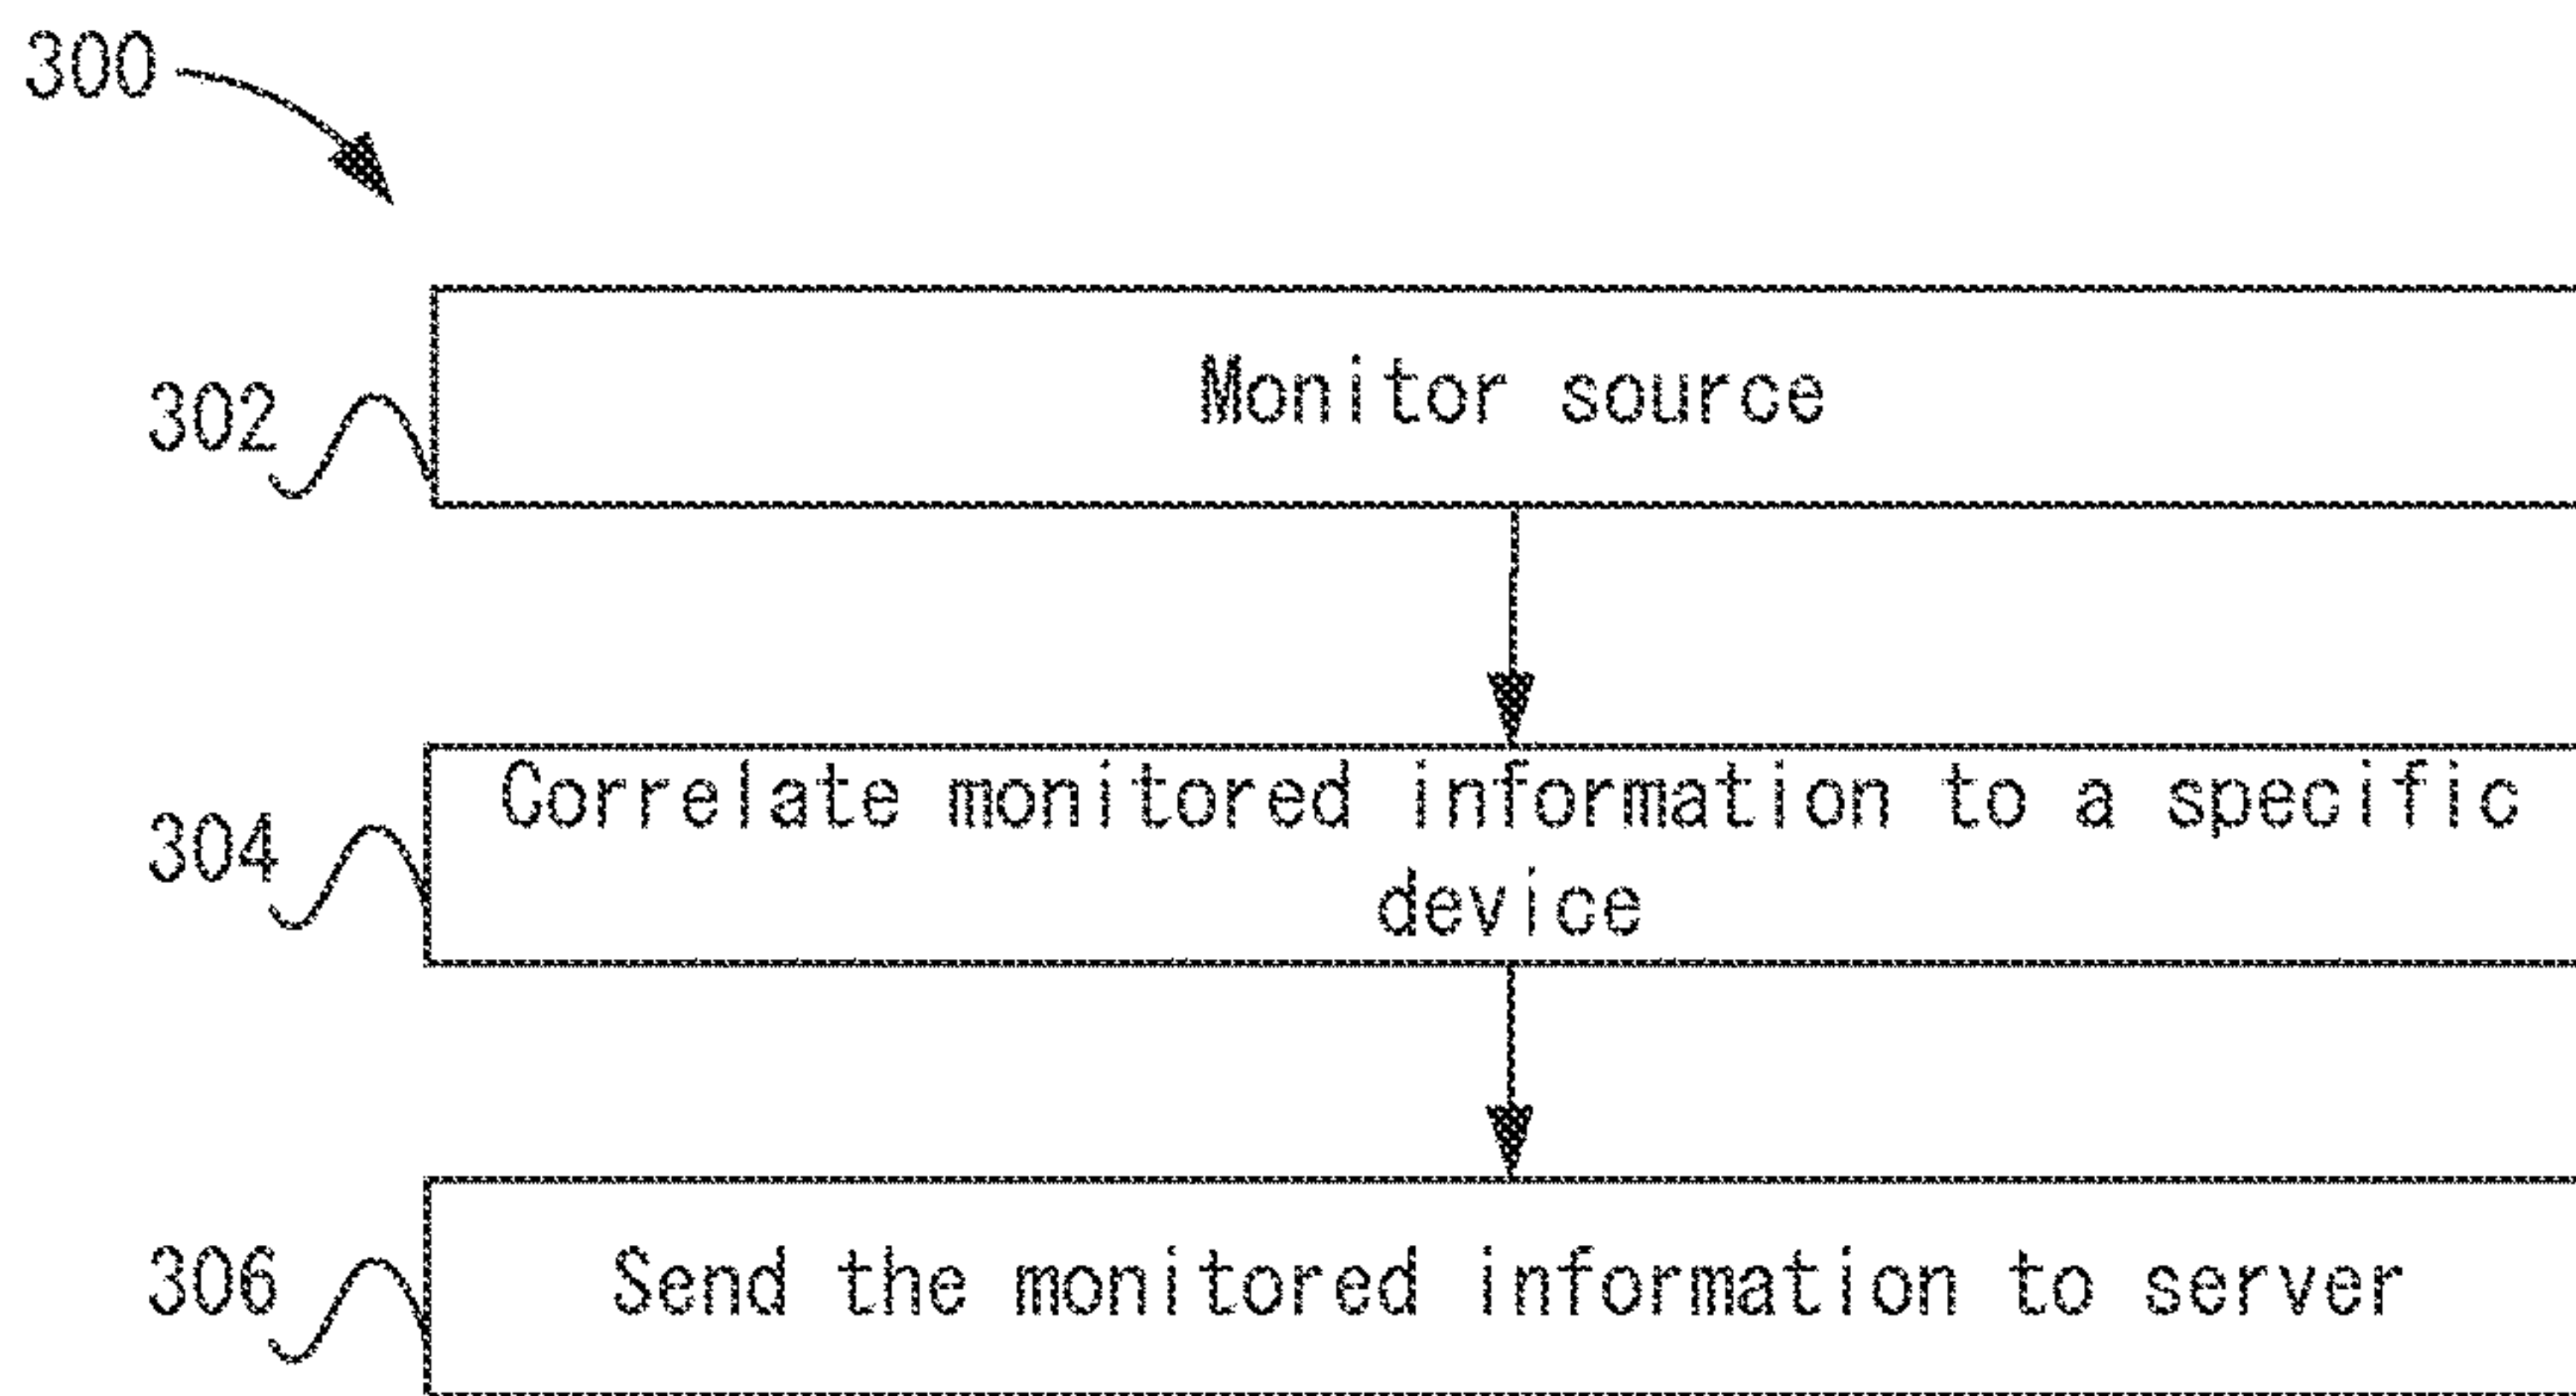 300
302
Monitor source
304
Correlate monitored information to a specific
device
306
Send the monitored information to server